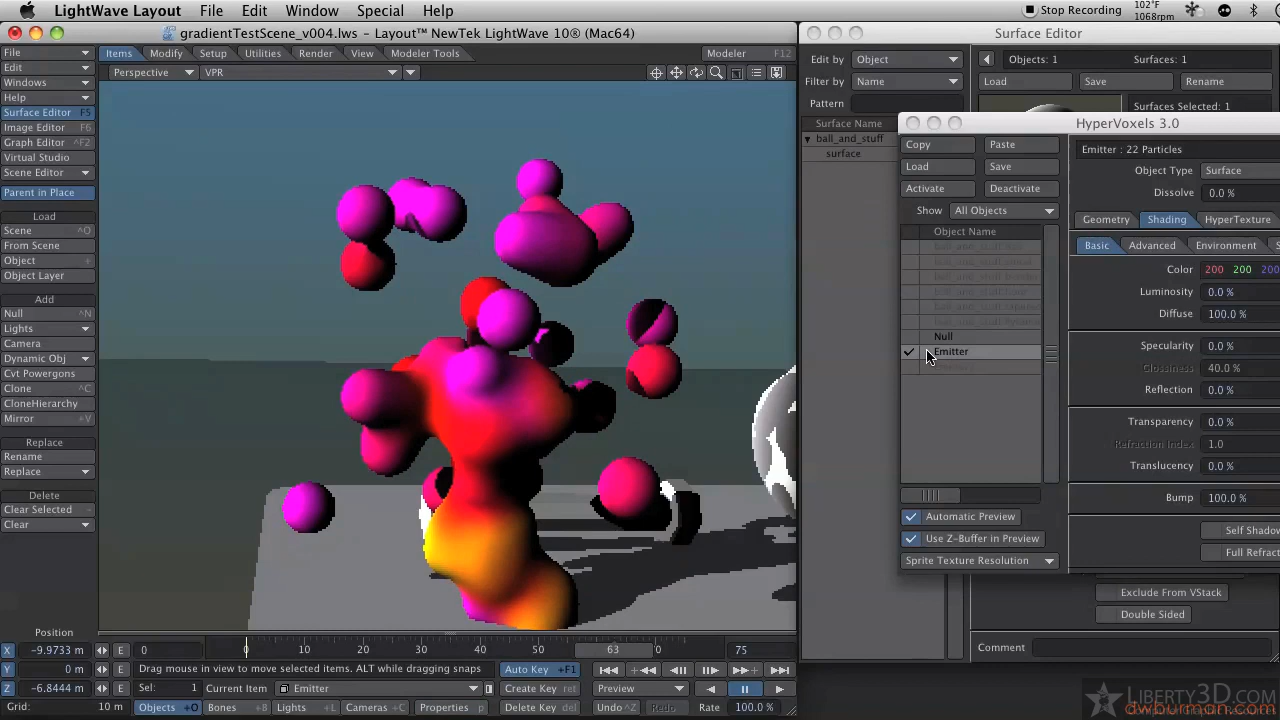 LightWave Layout File Edit Window Special Help
Stop Recording 102°F 1068rpm
gradientTestScene_v004.lws - Layout™ NewTek LightWave 10® (Mac64)
Items Modify Setup Utilities Render View Modeler Tools Modeler F12
Perspective VPR
File
Edit
Windows
Help
Surface Editor F5
Image Editor F6
Graph Editor ^F2
Virtual Studio
Scene Editor
Parent in Place
Load
Scene ^O
From Scene
Object +
Object Layer
Add
Null ^N
Lights
Camera
Dynamic Obj
Cvt Powergons
Clone ^C
CloneHierarchy
Mirror +V
Replace
Rename
Replace
Delete
Clear Selected -
Clear
Position
X -9.9733 m E
Y 0 m E
Z -6.8444 m E
Grid: 10 m
0 0 10 20 30 40 50 63 0 75
Drag mouse in view to move selected items. ALT while dragging snaps
Auto Key +F1
Sel: 1 Current Item Emitter Create Key Ret Preview
Objects +O Bones +B Lights +L Cameras +C Properties p Delete Key Del Undo ^Z Redo z Rate 100.0 %
Surface Editor
Edit by Object
Filter by Name
Pattern
Surface Name
ball_and_stuff
surface
Objects: 1 Surfaces: 1
Load Save Rename
Surfaces Selected: 1
HyperVoxels 3.0
Copy Paste
Load Save
Activate Deactivate
Show All Objects
Object Name
Null
Emitter
Automatic Preview
Use Z-Buffer in Preview
Sprite Texture Resolution
Emitter : 22 Particles
Object Type Surface
Dissolve 0.0 %
Geometry Shading HyperTexture
Basic Advanced Environment S
Color 200 200 200
Luminosity 0.0 %
Diffuse 100.0 %
Specularity 0.0 %
Glossiness 40.0 %
Reflection 0.0 %
Transparency 0.0 %
Refraction Index 1.0
Translucency 0.0 %
Bump 100.0 %
Self Shadow
Full Refrac
Exclude From VStack
Double Sided
Comment
LIBERTY3D.COM
dwburman.com